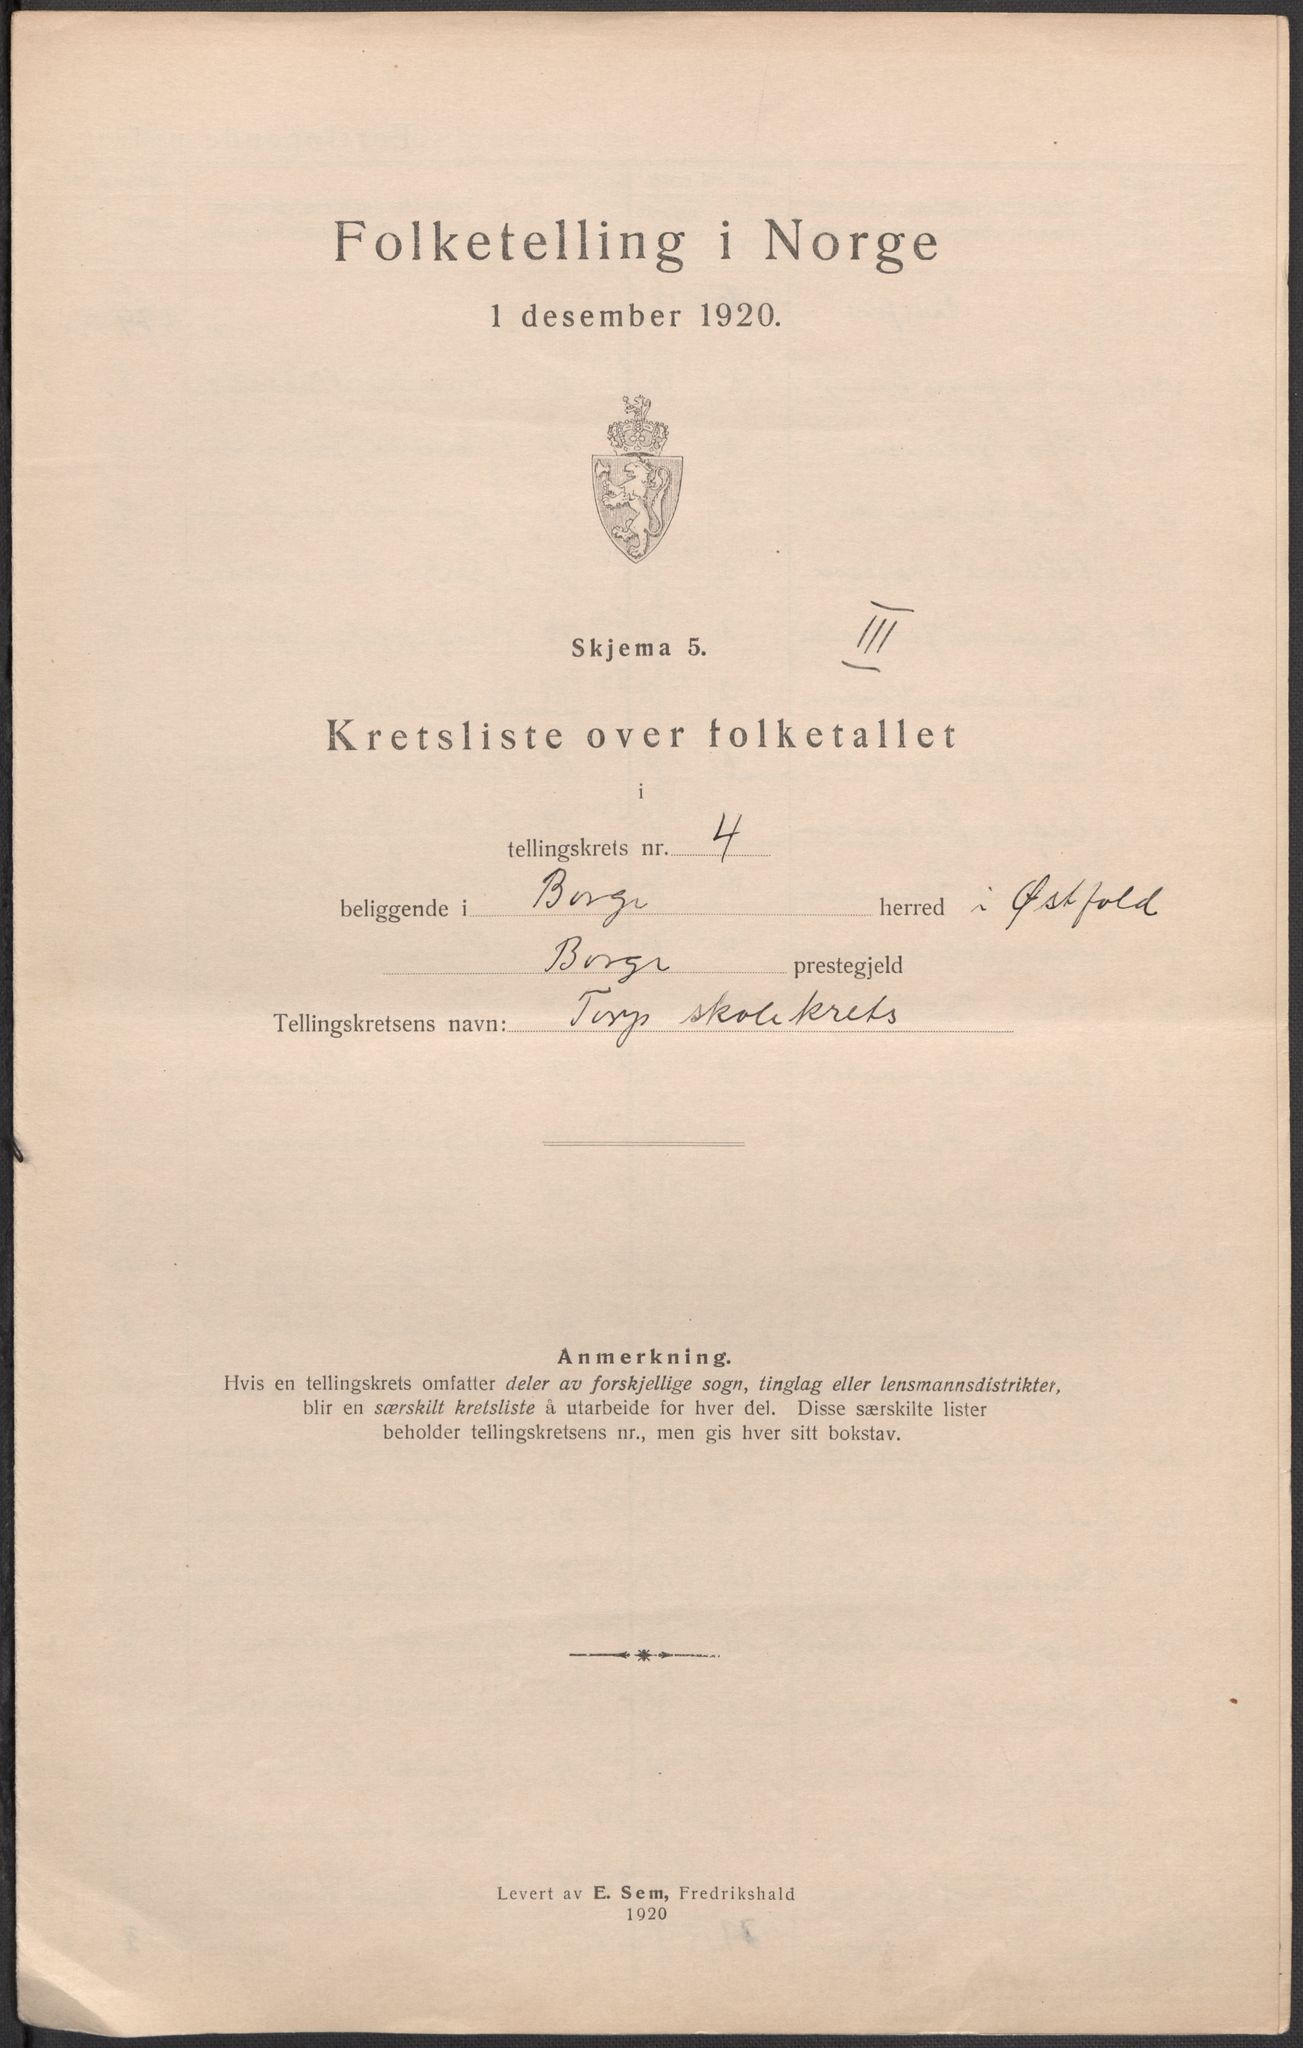 Folketelling i Norge
1 desember 1920.
Skjema 5.
III
Kretsliste over folketallet
i
tellingskrets nr. 4
beliggende i Borge herred i Østfold
Borge prestegjeld
Tellingskretsens navn: Torp skolekrets
Anmerkning.
Hvis en tellingskrets omfatter deler av forskjellige sogn, tinglag eller lensmannsdistrikter,
blir en særskilt kretsliste å utarbeide for hver del. Disse særskilte lister
beholder tellingskretsens nr., men gis hver sitt bokstav.
Levert av E. Sem, Fredrikshald
1920